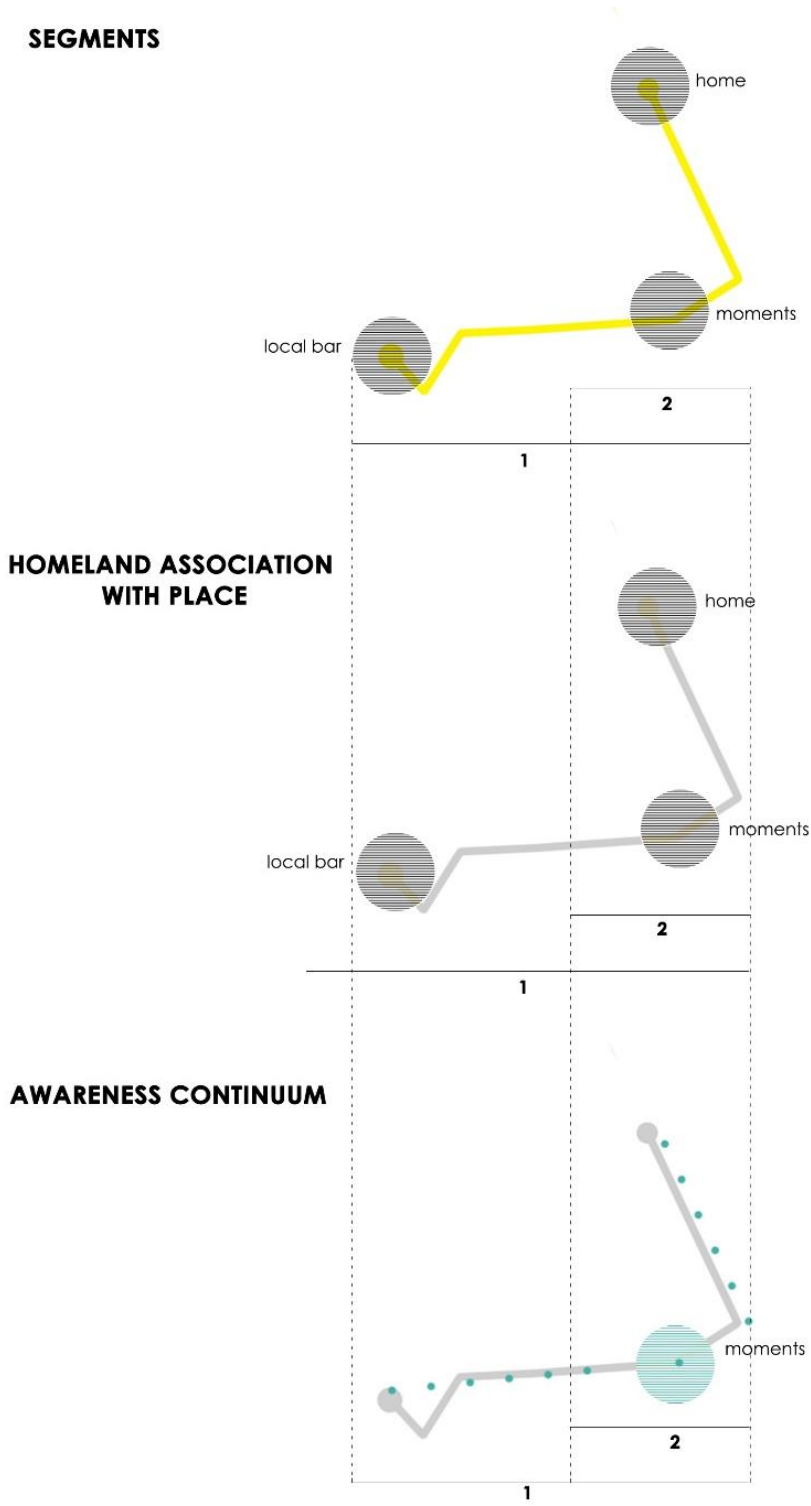 SEGMENTS
home
moments
local bar
2
1
HOMELAND ASSOCIATION
WITH PLACE
home
moments
local bar
2
1
AWARENESS CONTINUUM
moments
2
1